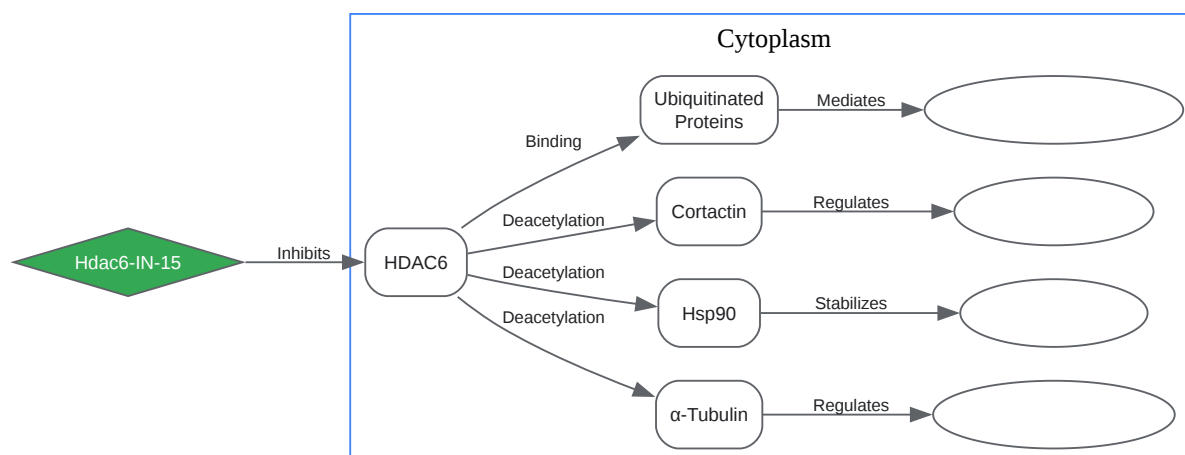 Cytoplasm
Ubiquitinated
Proteins
Mediates
Binding
Cortactin
Regulates
Deacetylation
Hdac6-IN-15
Inhibits
HDAC6
Deacetylation
Hsp90
Stabilizes
Deacetylation
α-Tubulin
Regulates